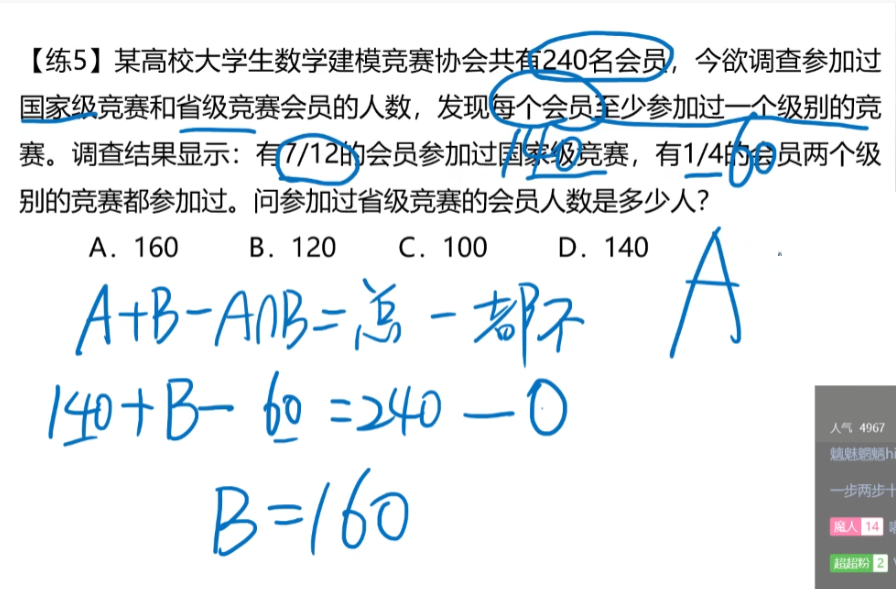 【练5】某高校大学生数学建模竞赛协会共有240名会员，今欲调查参加过
国家级竞赛和省级竞赛会员的人数，发现每个会员至少参加过一个级别的竞
赛。调查结果显示：有7/12的会员参加过国家级竞赛，有1/4的会员两个级
别的竞赛都参加过。问参加过省级竞赛的会员人数是多少人？
140
60
A．160 B．120 C．100 D．140
A
A+B-A∩B=总-都不
140+B-60=240-0
B=160
人气 4967
魑魅魍魉hi
一步两步十
魔人 14
超超粉 2